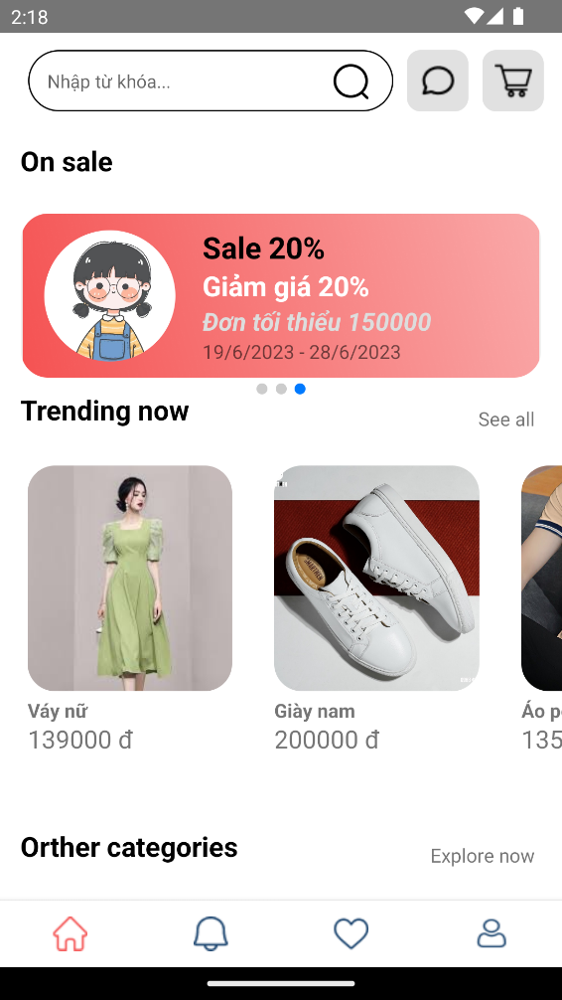 2:18
Nhập từ khóa...
On sale
Sale 20%
Giảm giá 20%
Đơn tối thiểu 150000
19/6/2023 - 28/6/2023
Trending now
See all
Váy nữ
139000 đ
Giày nam
200000 đ
Áo p
135
Orther categories
Explore now